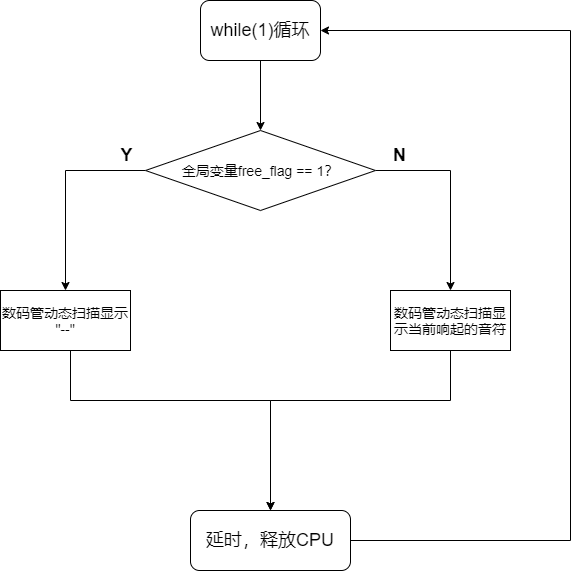 while(1)循环
Y
N
全局变量free_flag == 1?
数码管动态扫描显示
"--"
数码管动态扫描显
示当前响起的音符
延时，释放CPU